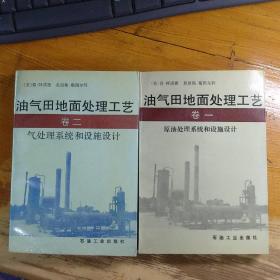 油气田地面处理工艺
卷二
气处理系统和设施设计
石油工业出版社
油气田地面处理工艺
卷一
原油处理系统和设施设计
石油工业出版社